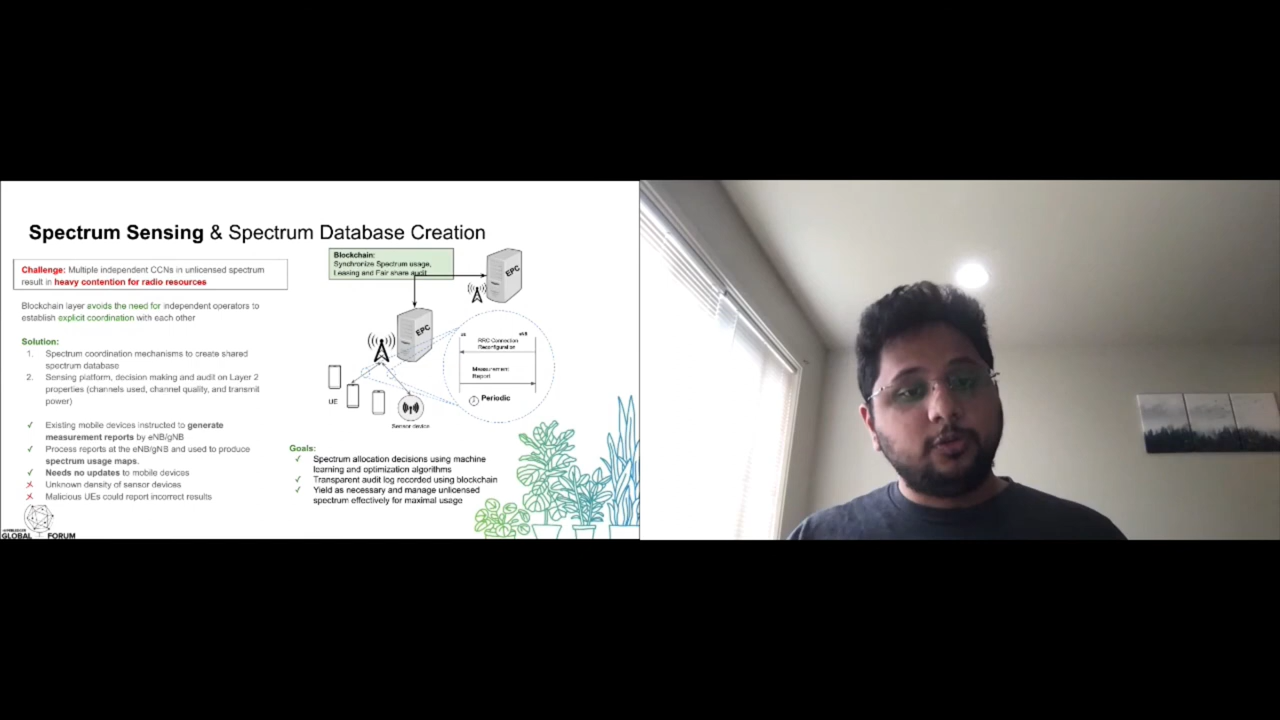 Spectrum Sensing & Spectrum Database Creation
Challenge: Multiple independent CCNs in unlicensed spectrum
result in heavy contention for radio resources
Blockchain layer avoids the need for independent operators to
establish explicit coordination with each other
Solution:
1. Spectrum coordination mechanisms to create shared
spectrum database
2. Sensing platform, decision making and audit on Layer 2
properties (channels used, channel quality, and transmit
power)
✓ Existing mobile devices instructed to generate
measurement reports by eNB/gNB
✓ Process reports at the eNB/gNB and used to produce
spectrum usage maps.
✓ Needs no updates to mobile devices
✗ Unknown density of sensor devices
✗ Malicious UEs could report incorrect results
Blockchain:
Synchronize Spectrum usage,
Leasing and Fair share audit
EPC
EPC
UE
Sensor device
eNB
RRC Connection
Reconfiguration
Measurement
Report
Periodic
Goals:
✓ Spectrum allocation decisions using machine
learning and optimization algorithms
✓ Transparent audit log recorded using blockchain
✓ Yield as necessary and manage unlicensed
spectrum effectively for maximal usage
HYPERLEDGER
GLOBAL FORUM